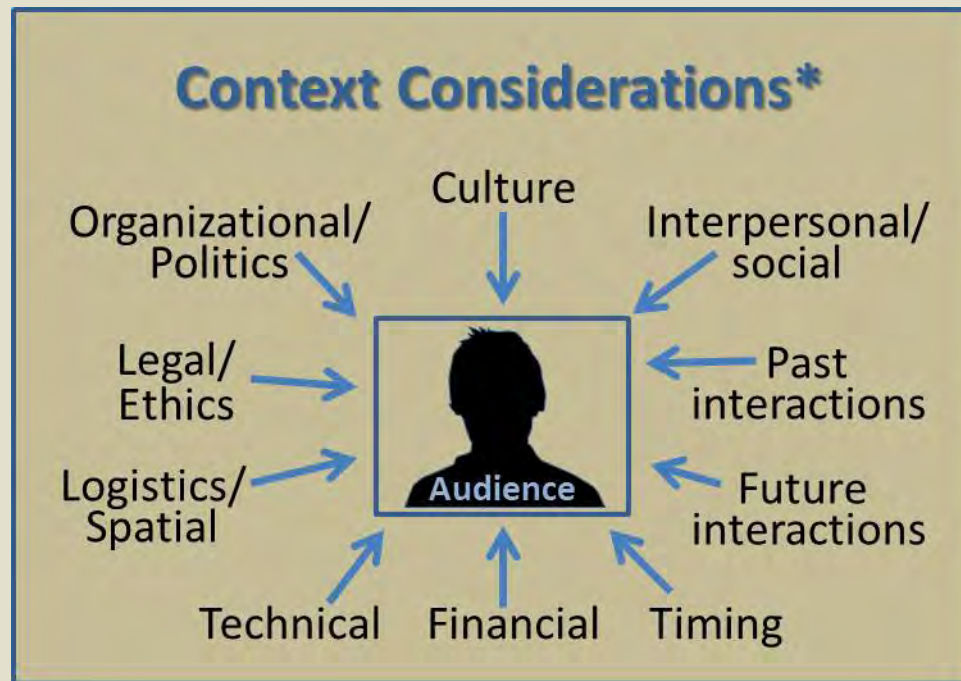 Context Considerations*
Culture
Organizational/
Politics
Interpersonal/
social
Legal/
Ethics
Past
interactions
Logistics/
Spatial
Audience
Future
interactions
Technical
Financial
Timing